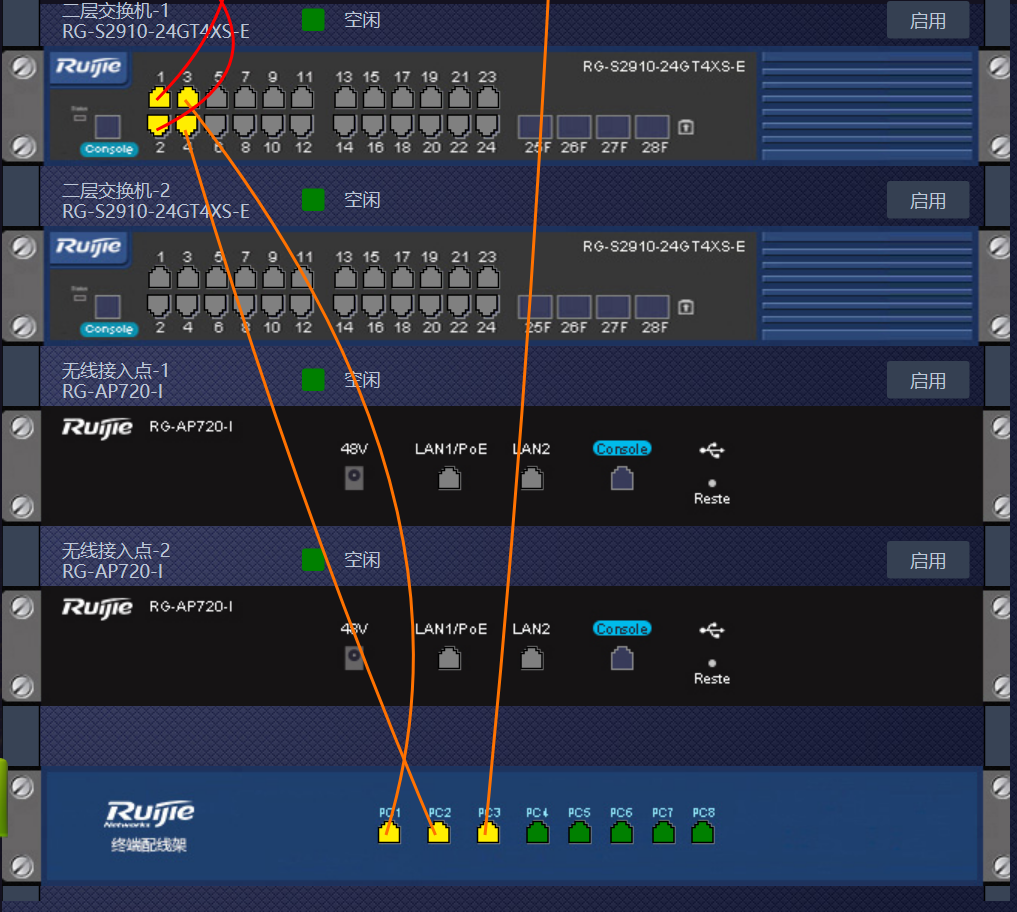 二层交换机-1
RG-S2910-24GT4XS-E
空闲
启用
Ruijie
RG-S2910-24GT4XS-E
1 3 5 7 9 11 13 15 17 19 21 23
Console
2 4 6 8 10 12 14 16 18 20 22 24 25F 26F 27F 28F
二层交换机-2
RG-S2910-24GT4XS-E
空闲
启用
Ruijie
RG-S2910-24GT4XS-E
1 3 5 7 9 11 13 15 17 19 21 23
Console
2 4 6 8 10 12 14 16 18 20 22 24 25F 26F 27F 28F
无线接入点-1
RG-AP720-I
空闲
启用
Ruijie RG-AP720-I
48V LAN1/PoE LAN2 Console
Reste
无线接入点-2
RG-AP720-I
空闲
启用
Ruijie RG-AP720-I
48V LAN1/PoE LAN2 Console
Reste
Ruijie
Networks
终端配线架
PC1 PC2 PC3 PC4 PC5 PC6 PC7 PC8